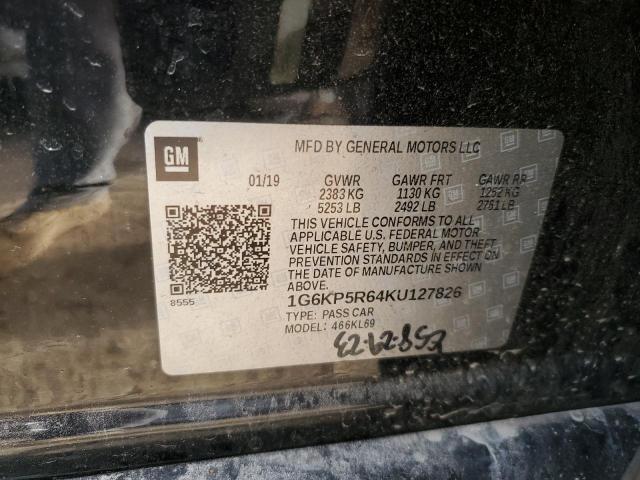 GM
MFD BY GENERAL MOTORS LLC
01/19 GVWR GAWR FRT GAWR RR
2383 KG 1130 KG 1252 KG
5253 LB 2492 LB 2761 LB
THIS VEHICLE CONFORMS TO ALL
APPLICABLE U.S. FEDERAL MOTOR
VEHICLE SAFETY, BUMPER, AND THEFT
PREVENTION STANDARDS IN EFFECT ON
THE DATE OF MANUFACTURE SHOWN
ABOVE.
8555
1G6KP5R64KU127826
TYPE: PASS CAR
MODEL: 466KL69